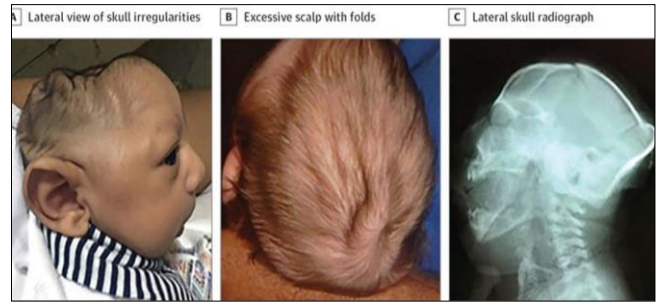 A Lateral view of skull irregularities
B Excessive scalp with folds
C Lateral skull radiograph